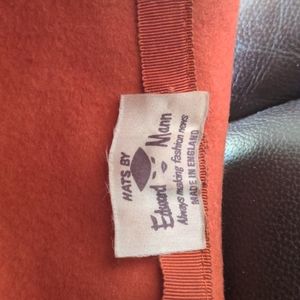 HATS BY
Edward Mann
Always making fashion news
MADE IN ENGLAND